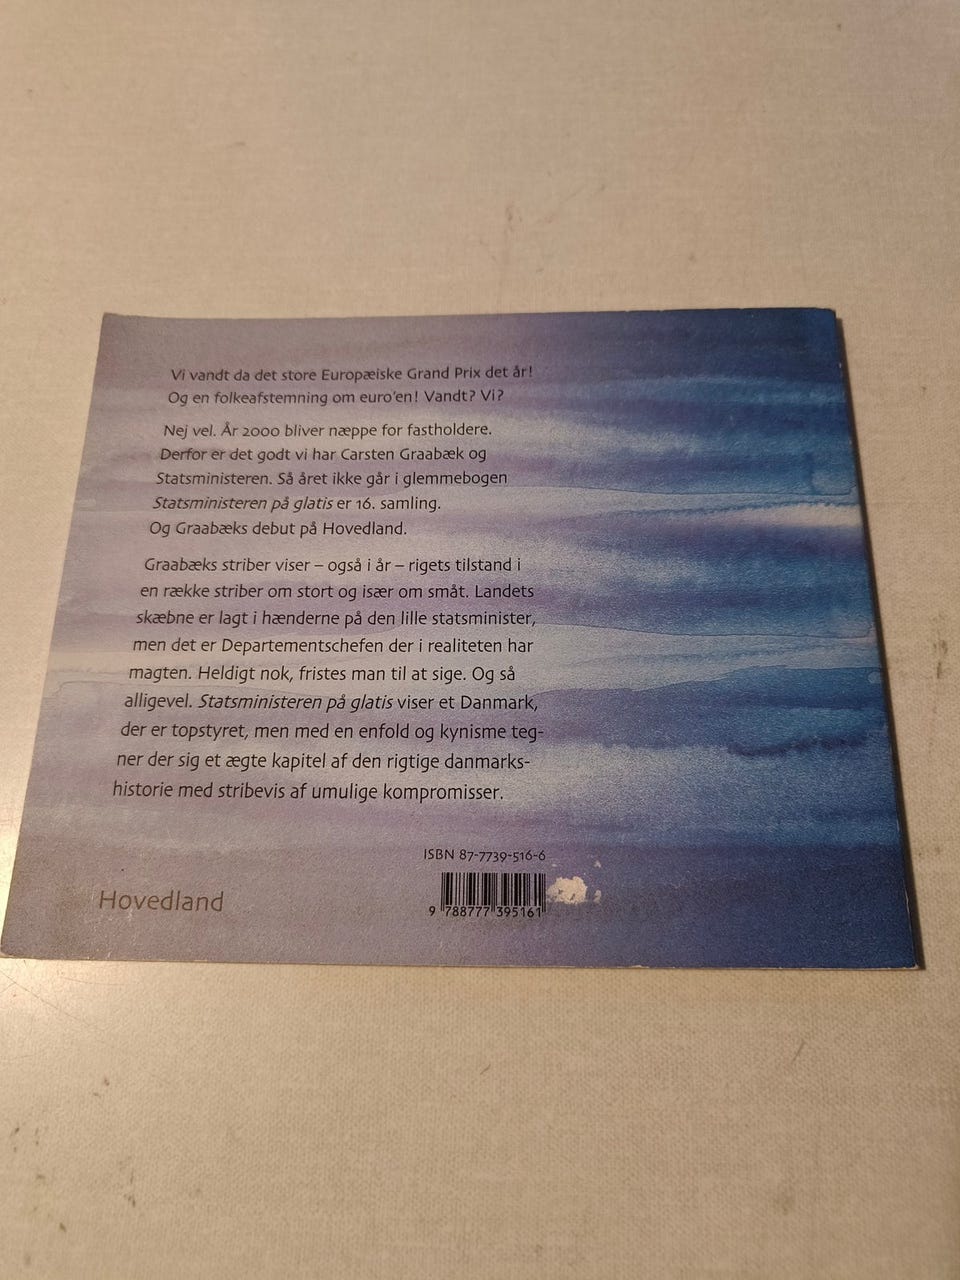 Vi vandt da det store Europæiske Grand Prix det år!
Og en folkeafstemning om euro'en! Vandt? Vi?
Nej vel. År 2000 bliver næppe for fastholdere.
Derfor er det godt vi har Carsten Graabæk og
Statsministeren. Så året ikke går i glemmebogen
Statsministeren på glatis er 16. samling.
Og Graabæks debut på Hovedland.
Graabæks striber viser – også i år – rigets tilstand i
en række striber om stort og især om småt. Landets
skæbne er lagt i hænderne på den lille statsminister,
men det er Departementschefen der i realiteten har
magten. Heldigt nok, fristes man til at sige. Og så
alligevel. Statsministeren på glatis viser et Danmark,
der er topstyret, men med en enfold og kynisme teg-
ner der sig et ægte kapitel af den rigtige danmarks-
historie med stribevis af umulige kompromisser.
ISBN 87-7739-516-6
Hovedland
9 788777 395161